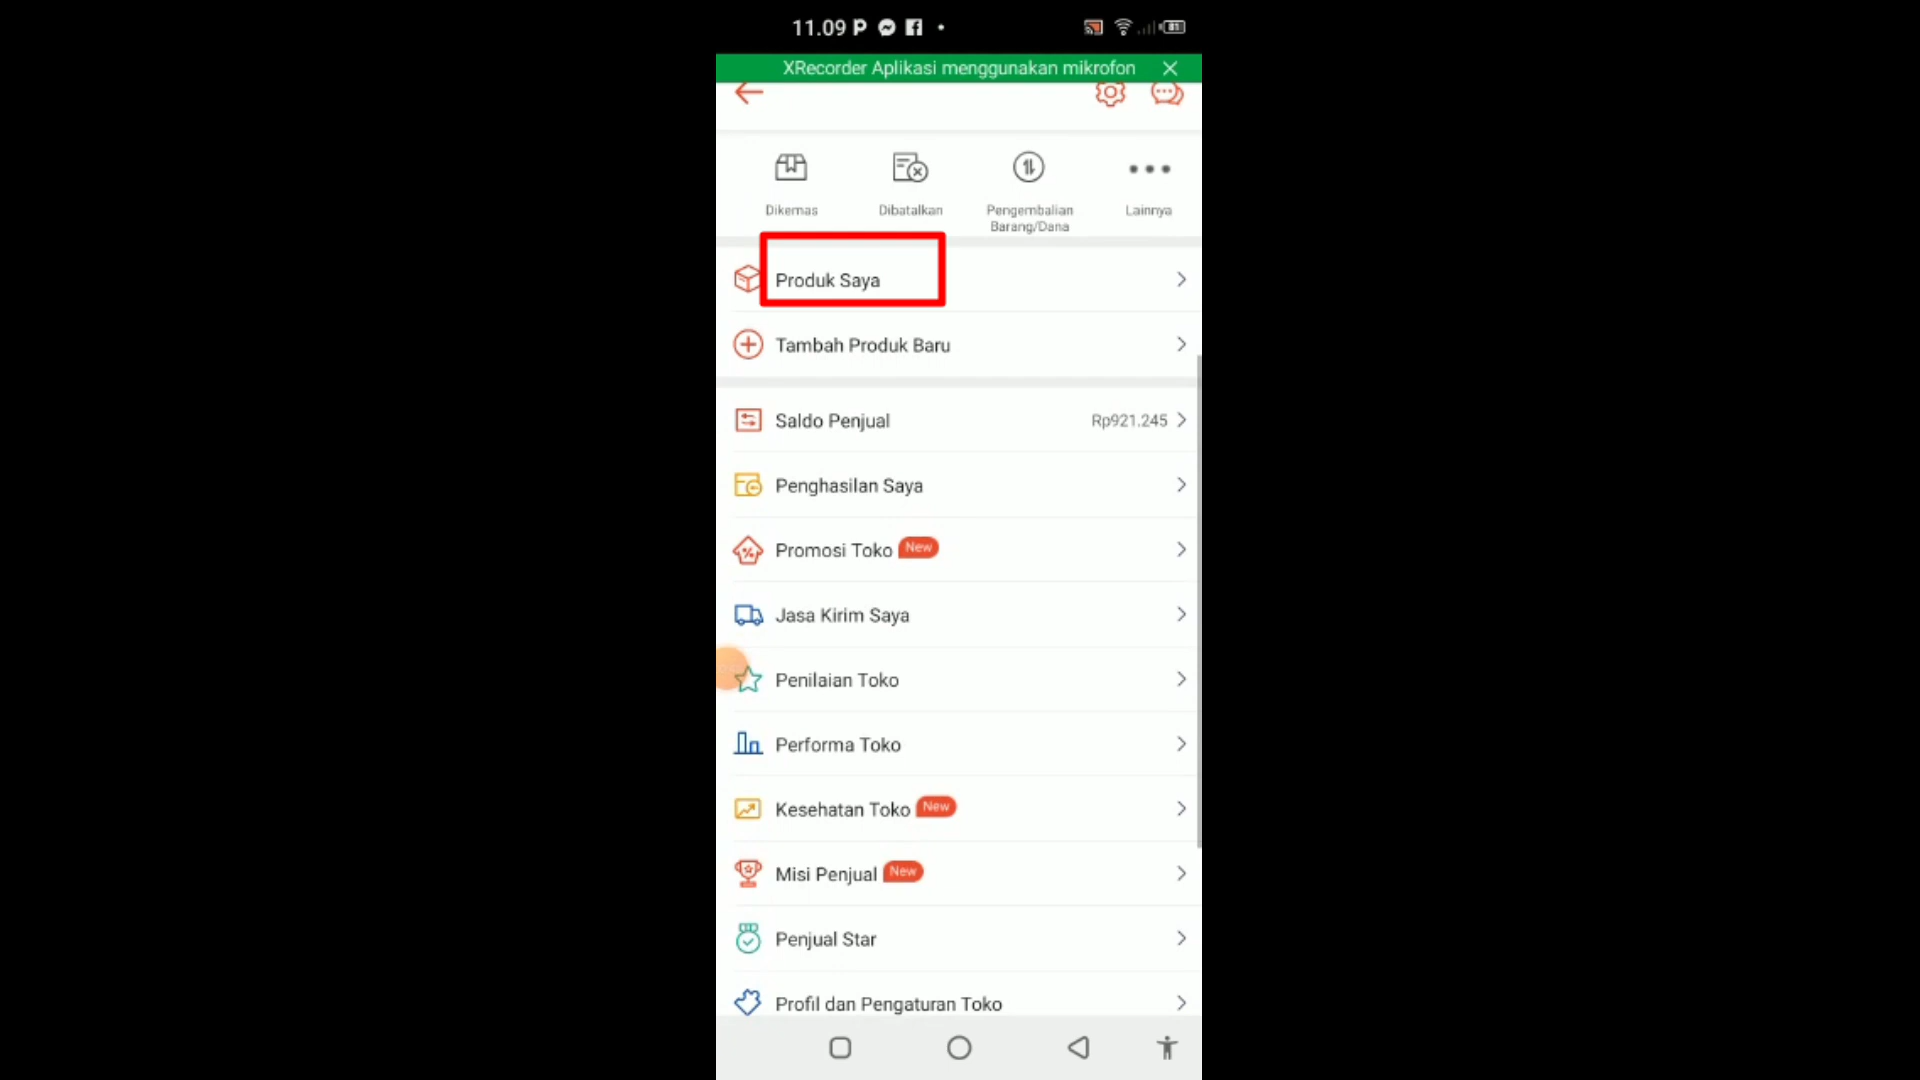 11.09
81
XRecorder Aplikasi menggunakan mikrofon
Dikemas
Dibatalkan
Pengembalian
Barang/Dana
Lainnya
Produk Saya
Tambah Produk Baru
Saldo Penjual Rp921.245
Penghasilan Saya
Promosi Toko New
Jasa Kirim Saya
Penilaian Toko
Performa Toko
Kesehatan Toko New
Misi Penjual New
Penjual Star
Profil dan Pengaturan Toko